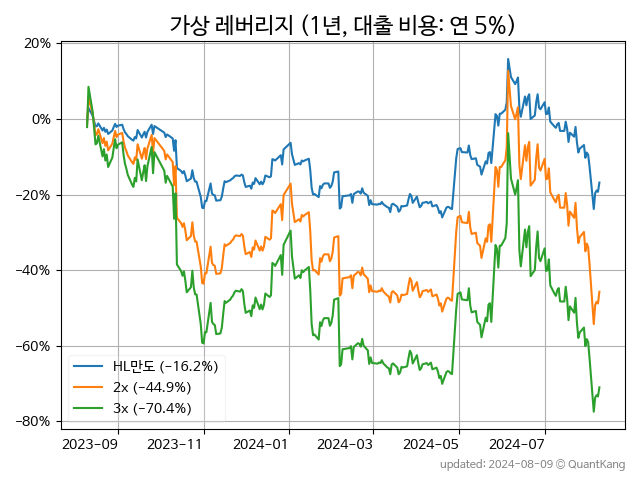 가상 레버리지 (1년, 대출 비용: 연 5%)
20%
0%
−20%
−40%
−60%
−80%
HL만도 (−16.2%)
2x (−44.9%)
3x (−70.4%)
2023-09 2023-11 2024-01 2024-03 2024-05 2024-07
updated: 2024-08-09 © QuantKang